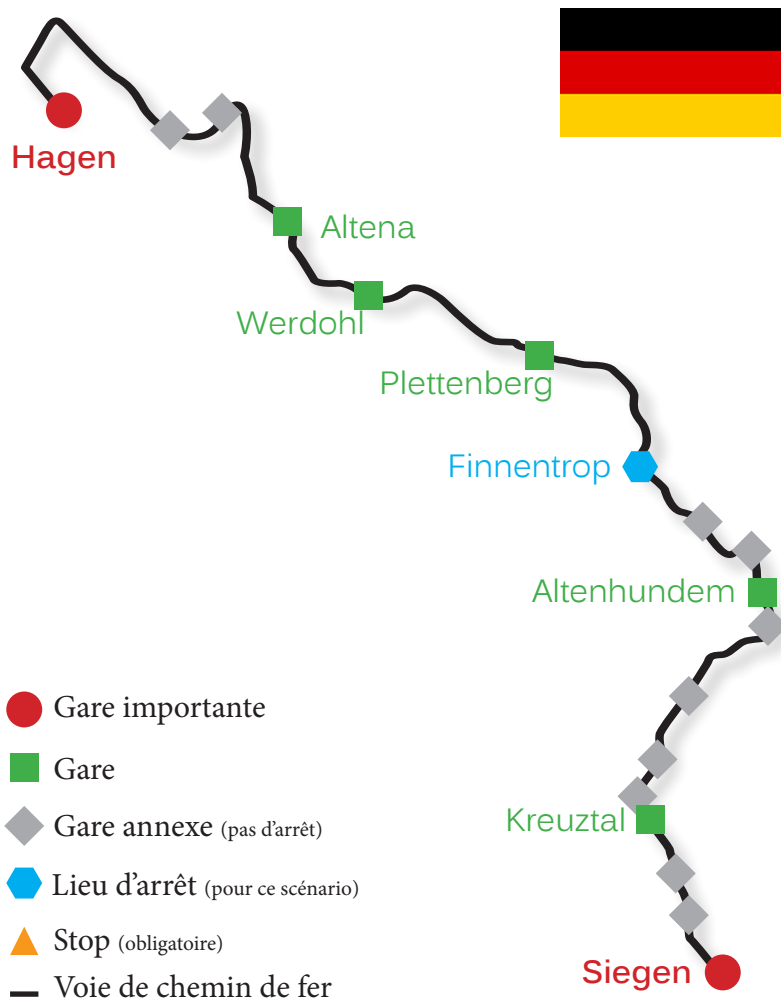 Hagen
Altena
Werdohl
Plettenberg
Finnentrop
Altenhundem
Kreuztal
Siegen
Gare importante
Gare
Gare annexe (pas d'arrêt)
Lieu d'arrêt (pour ce scénario)
Stop (obligatoire)
Voie de chemin de fer